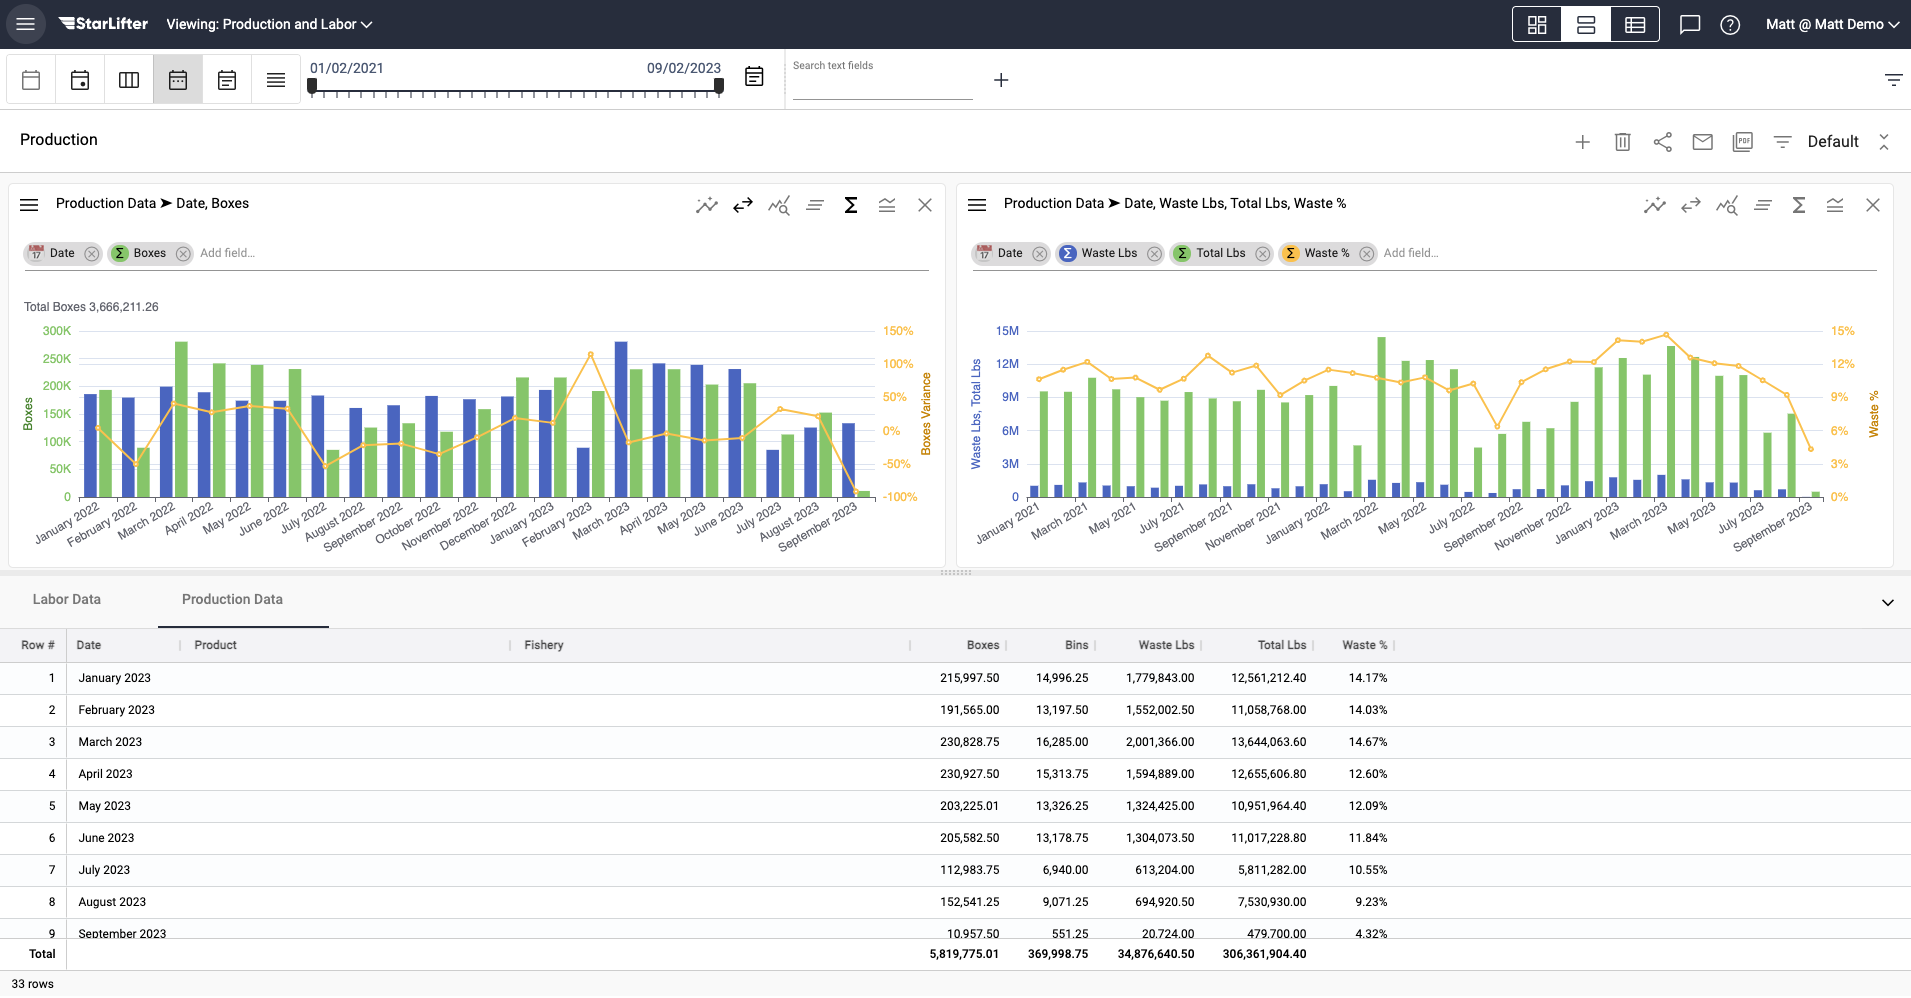 StarLifter Viewing: Production and Labor Matt @ Matt Demo
01/02/2021 09/02/2023 Search text fields
Production PDF Default
Production Data ➤ Date, Boxes
17 Date Σ Boxes Add field...
Total Boxes 3,666,211.26
300K 150%
250K 100%
200K 50%
150K 0%
100K -50%
50K -100%
0
Boxes
Boxes Variance
January 2022 February 2022 March 2022 April 2022 May 2022 June 2022 July 2022 August 2022 September 2022 October 2022 November 2022 December 2022 January 2023 February 2023 March 2023 April 2023 May 2023 June 2023 July 2023 August 2023 September 2023
Production Data ➤ Date, Waste Lbs, Total Lbs, Waste %
17 Date Σ Waste Lbs Σ Total Lbs Σ Waste % Add field...
15M 15%
12M 12%
9M 9%
6M 6%
3M 3%
0 0%
Waste Lbs, Total Lbs
Waste %
January 2021 March 2021 May 2021 July 2021 September 2021 November 2021 January 2022 March 2022 May 2022 July 2022 September 2022 November 2022 January 2023 March 2023 May 2023 July 2023 September 2023
Labor Data Production Data
Row # Date Product Fishery Boxes Bins Waste Lbs Total Lbs Waste %
1 January 2023 215,997.50 14,996.25 1,779,843.00 12,561,212.40 14.17%
2 February 2023 191,565.00 13,197.50 1,552,002.50 11,058,768.00 14.03%
3 March 2023 230,828.75 16,285.00 2,001,366.00 13,644,063.60 14.67%
4 April 2023 230,927.50 15,313.75 1,594,889.00 12,655,606.80 12.60%
5 May 2023 203,225.01 13,326.25 1,324,425.00 10,951,964.40 12.09%
6 June 2023 205,582.50 13,178.75 1,304,073.50 11,017,228.80 11.84%
7 July 2023 112,983.75 6,940.00 613,204.00 5,811,282.00 10.55%
8 August 2023 152,541.25 9,071.25 694,920.50 7,530,930.00 9.23%
9 September 2023 10,957.50 551.25 20,724.00 479,700.00 4.32%
Total 5,819,775.01 369,998.75 34,876,640.50 306,361,904.40
33 rows